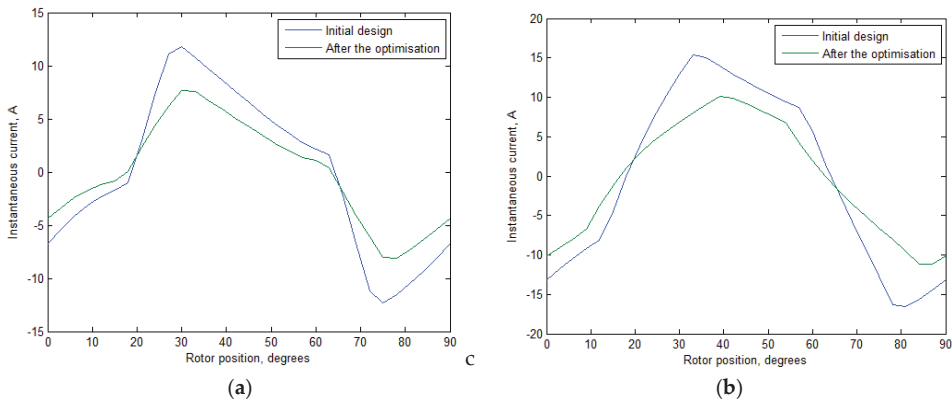 15
10
5
0
-5
-10
-15
0 10 20 30 40 50 60 70 80 90
Instantaneous current, A
Rotor position, degrees
Initial design
After the optimisation
(a)
c
20
15
10
5
0
-5
-10
-15
-20
0 10 20 30 40 50 60 70 80 90
Instantaneous current, A
Rotor position, degrees
Initial design
After the optimisation
(b)